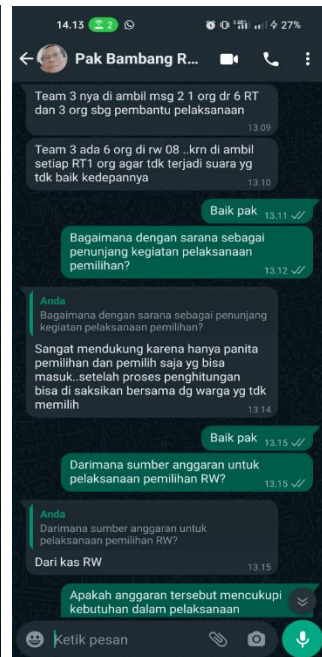 14.13 2 27%
Pak Bambang R...
Team 3 nya di ambil msg 2 1 org dr 6 RT
dan 3 org sbg pembantu pelaksanaan
13.09
Team 3 ada 6 org di rw 08 ..krn di ambil
setiap RT1 org agar tdk terjadi suara yg
tdk baik kedepannya
13.10
Baik pak 13.11
Bagaimana dengan sarana sebagai
penunjang kegiatan pelaksanaan
pemilihan?
13.12
Anda
Bagaimana dengan sarana sebagai penunjang
kegiatan pelaksanaan pemilihan?
Sangat mendukung karena hanya panita
pemilihan dan pemilih saja yg bisa
masuk..setelah proses penghitungan
bisa di saksikan bersama dg warga yg tdk
memilih
13.14
Baik pak 13.15
Darimana sumber anggaran untuk
pelaksanaan pemilihan RW?
13.15
Anda
Darimana sumber anggaran untuk
pelaksanaan pemilihan RW?
Dari kas RW
13.15
Apakah anggaran tersebut mencukupi
kebutuhan dalam pelaksanaan
Ketik pesan